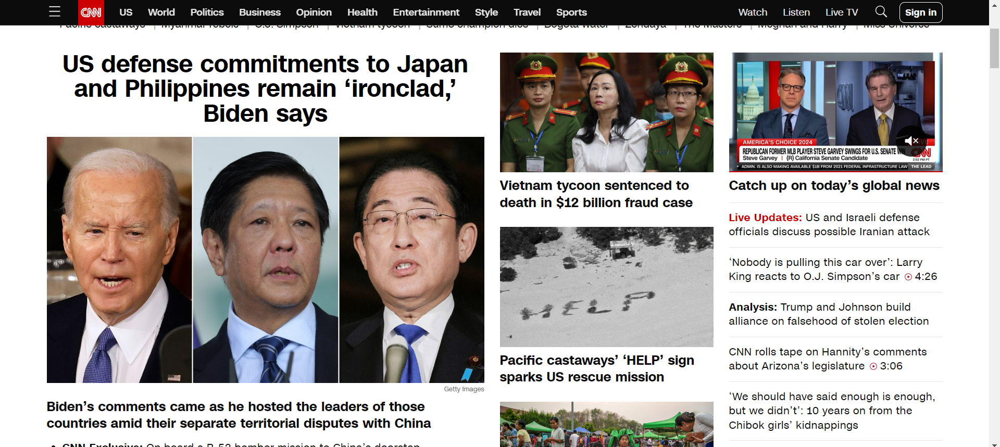 CNN
US
World
Politics
Business
Opinion
Health
Entertainment
Style
Travel
Sports
Watch
Listen
Live TV
Sign in
Pacific castaways | Myanmar rebels | O.J. Simpson | Vietnam tycoon | Sumo champion dies | Bogota water | Zendaya | The Masters | Meghan and Harry | Miss Universe
US defense commitments to Japan
and Philippines remain ‘ironclad,’
Biden says
Getty Images
Biden’s comments came as he hosted the leaders of those
countries amid their separate territorial disputes with China
CNN Exclusive: On board a B-52 bomber mission to China’s doorstep
Vietnam tycoon sentenced to
death in $12 billion fraud case
HELP
Pacific castaways’ ‘HELP’ sign
sparks US rescue mission
THE LEAD
CNN
AMERICA'S CHOICE 2024
LIVE
REPUBLICAN FORMER MLB PLAYER STEVE GARVEY SWINGS FOR U.S. SENATE WIN
Steve Garvey | (R) California Senate Candidate
CNN
2:52 PM PT
ADMIN. IS ALSO MAKING AVAILABLE $1B FROM 2021 FEDERAL INFRASTRUCTURE LAW
THE LEAD
Catch up on today’s global news
Live Updates: US and Israeli defense
officials discuss possible Iranian attack
‘Nobody is pulling this car over’: Larry
King reacts to O.J. Simpson’s car 4:26
Analysis: Trump and Johnson build
alliance on falsehood of stolen election
CNN rolls tape on Hannity’s comments
about Arizona’s legislature 3:06
‘We should have said enough is enough,
but we didn’t’: 10 years on from the
Chibok girls’ kidnappings